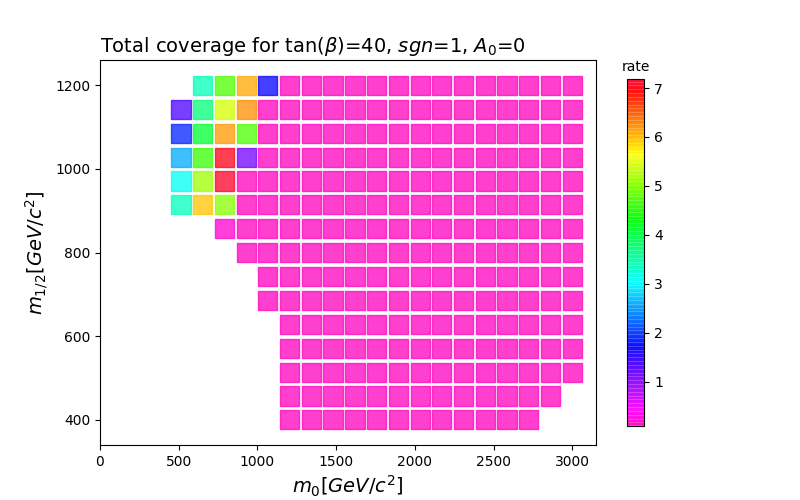 Total coverage for tan(β)=40, sgn=1, A₀=0
rate
1200
1000
800
600
400
m₁/₂[GeV/c²]
0 500 1000 1500 2000 2500 3000
m₀[GeV/c²]
7
6
5
4
3
2
1